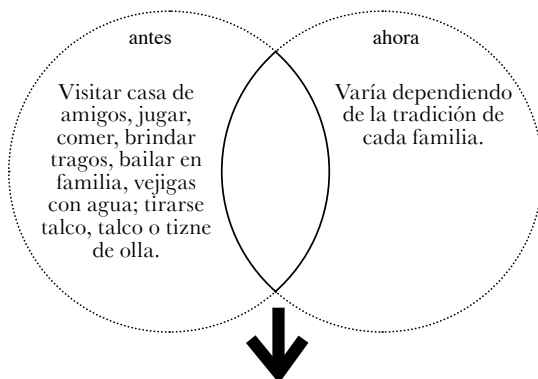 antes
Visitar casa de
amigos, jugar,
comer, brindar
tragos, bailar en
familia, vejigas
con agua; tirarse
talco, talco o tizne
de olla.
ahora
Varía dependiendo
de la tradición de
cada familia.